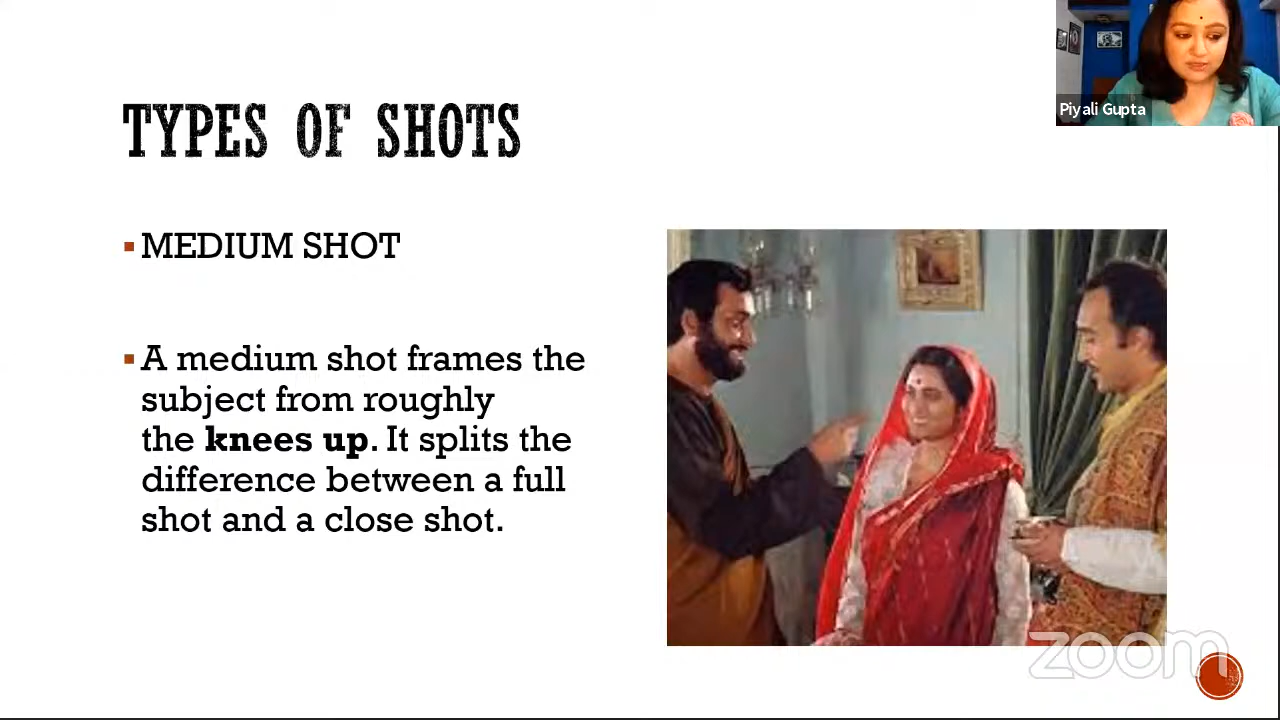 Piyali Gupta
TYPES OF SHOTS
▪ MEDIUM SHOT
▪ A medium shot frames the
subject from roughly
the knees up. It splits the
difference between a full
shot and a close shot.
zoom